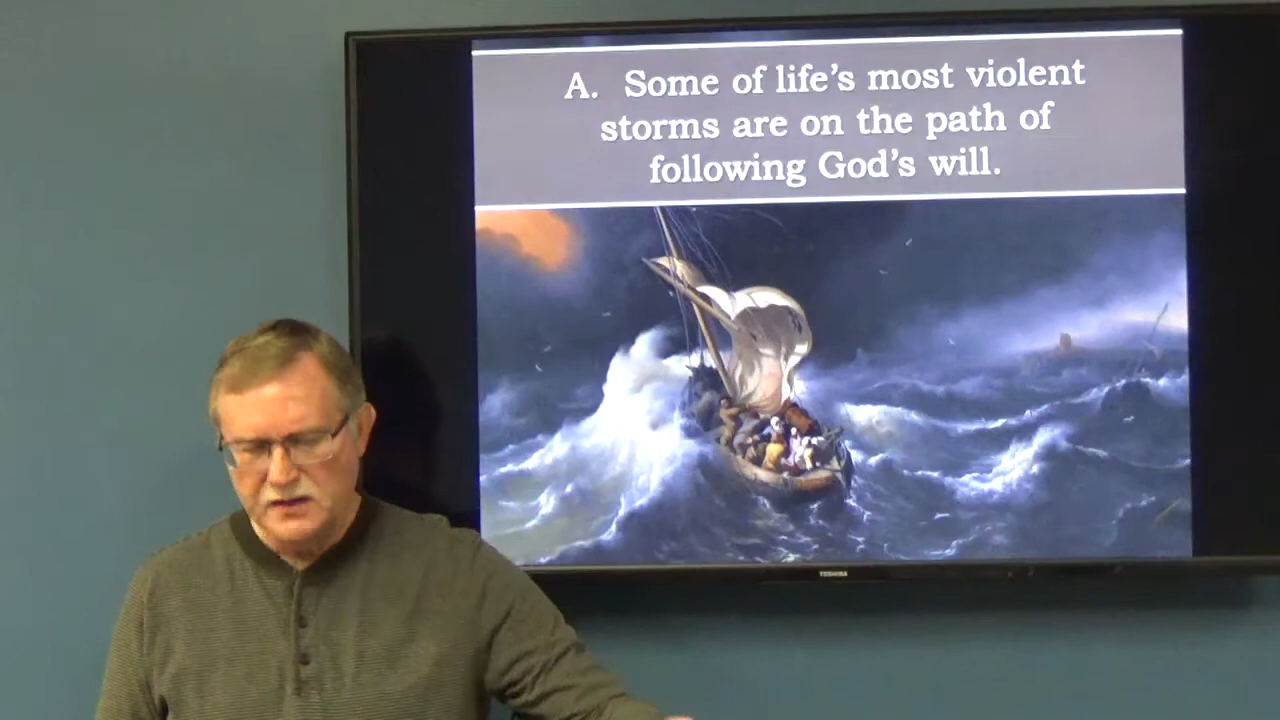 A. Some of life's most violent
storms are on the path of
following God's will.
TOSHIBA